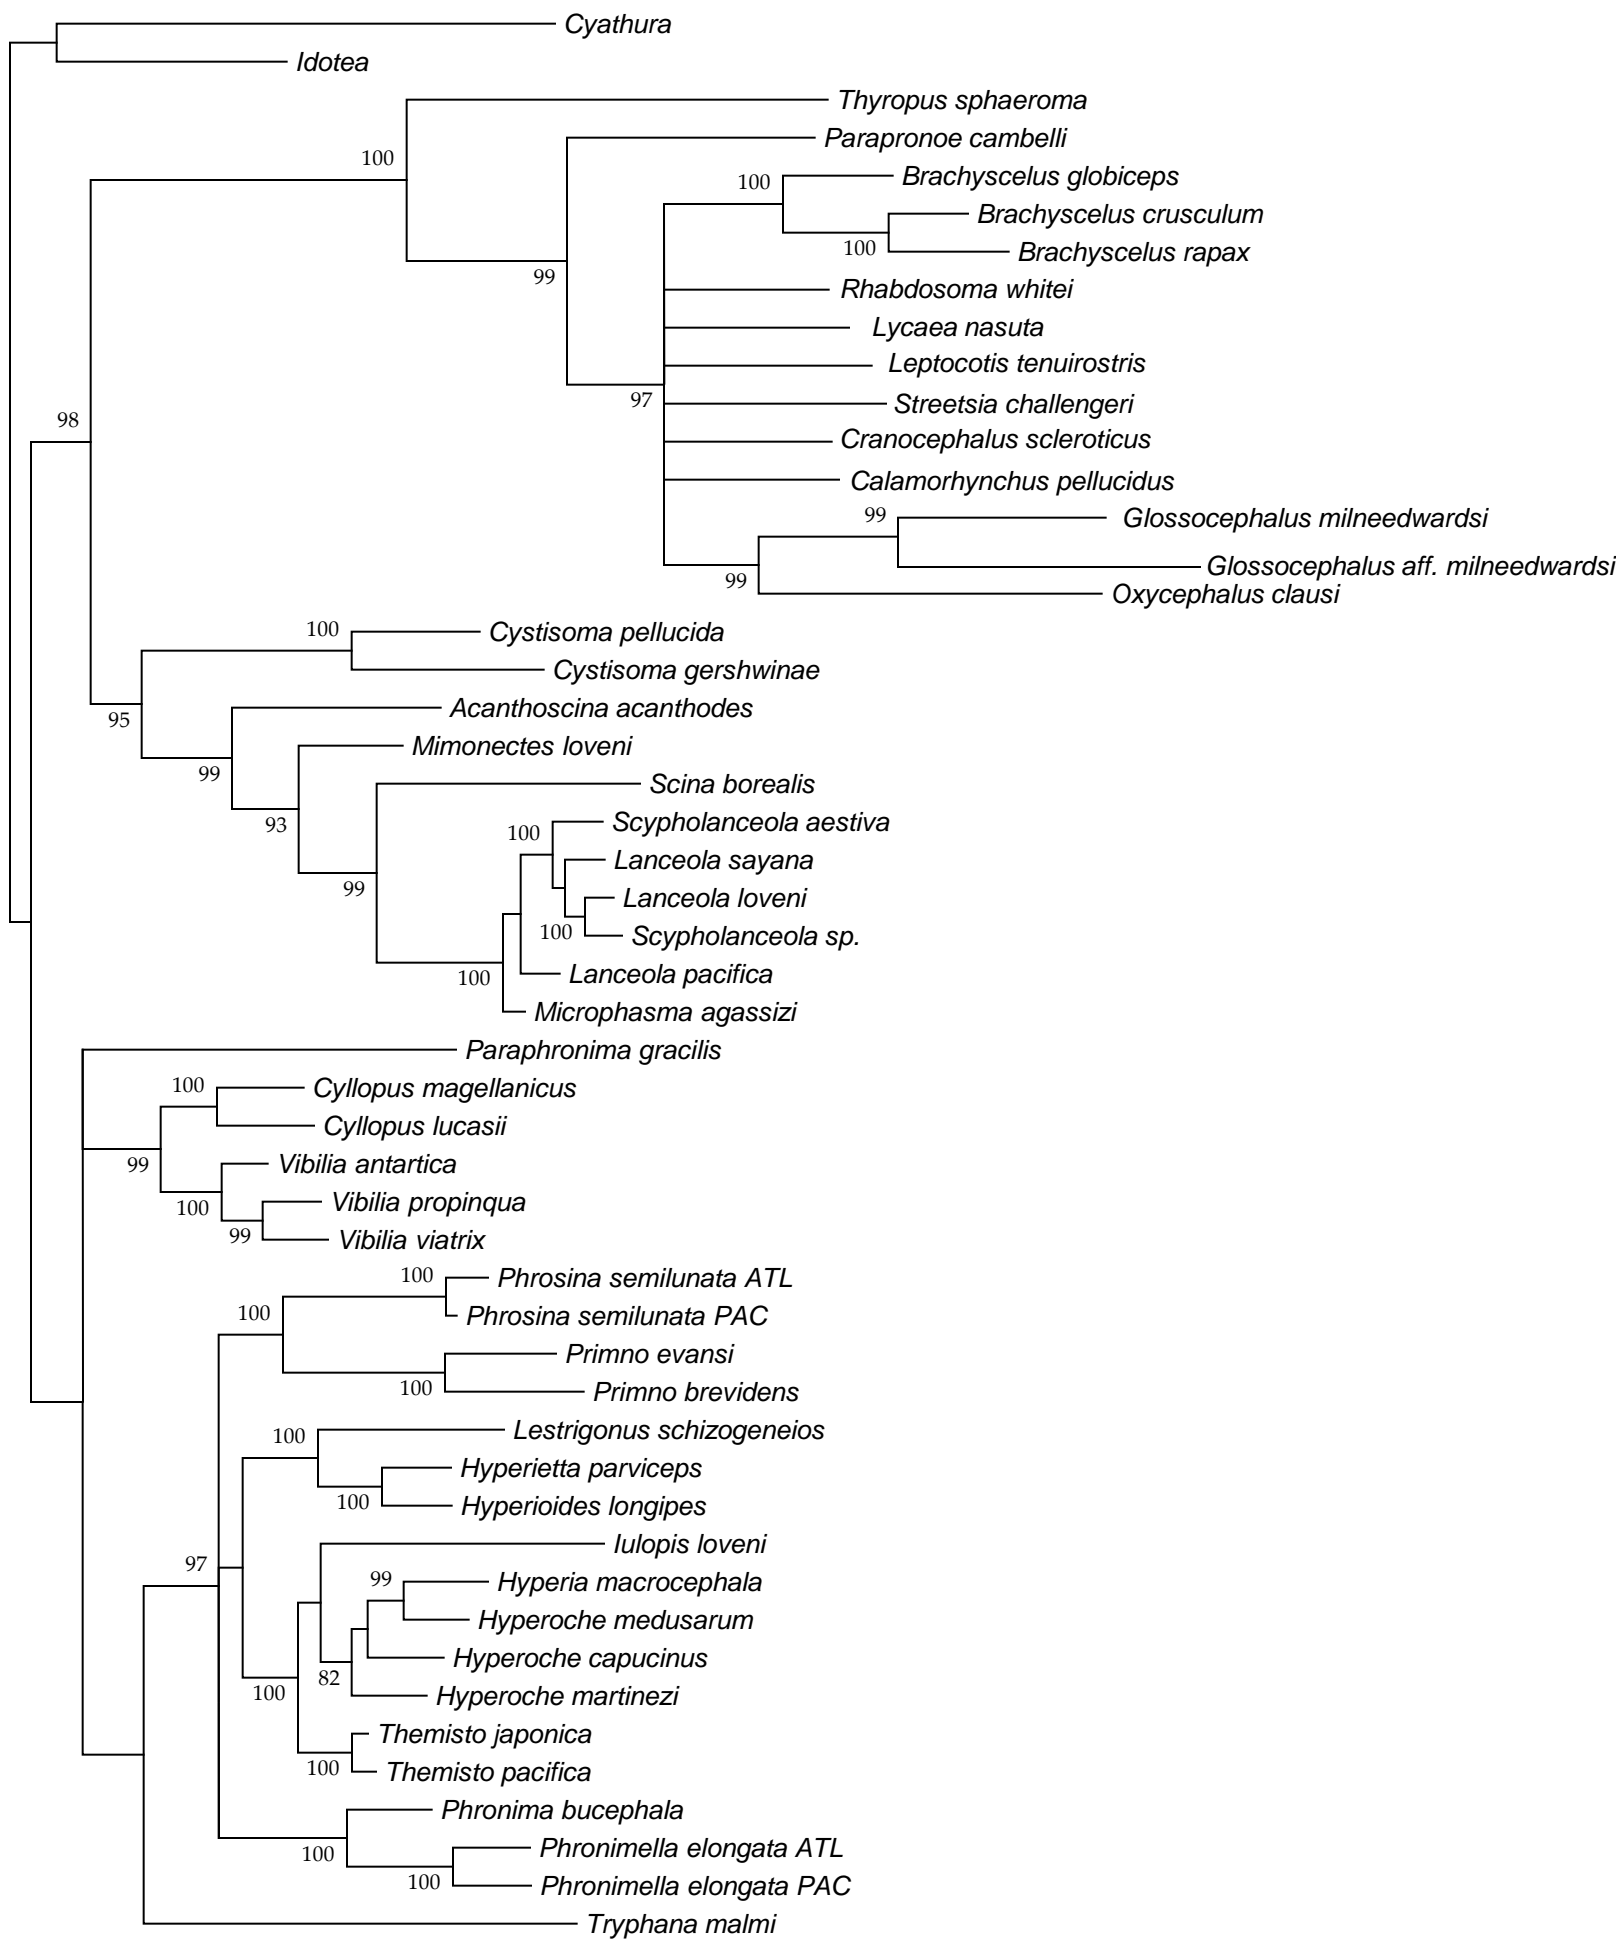 Cyathura
Idotea
Thyropus sphaeroma
Parapronoe cambelli
100
Brachyscelus globiceps
100
Brachyscelus crusculum
100
Brachyscelus rapax
99
Rhabdosoma whitei
Lycaea nasuta
Leptocotis tenuirostris
97
Streetsia challengeri
98
Cranocephalus scleroticus
Calamorhynchus pellucidus
99
Glossocephalus milneedwardsi
Glossocephalus aff. milneedwardsi
99
Oxycephalus clausi
100
Cystisoma pellucida
Cystisoma gershwinae
95
Acanthoscina acanthodes
99
Mimonectes loveni
93
Scina borealis
100
Scypholanceola aestiva
99
Lanceola sayana
Lanceola loveni
100
Scypholanceola sp.
100
Lanceola pacifica
Microphasma agassizi
Paraphronima gracilis
100
Cyllopus magellanicus
Cyllopus lucasii
99
Vibilia antartica
100
Vibilia propinqua
99
Vibilia viatrix
100
Phrosina semilunata ATL
100
Phrosina semilunata PAC
Primno evansi
100
Primno brevidens
100
Lestrigonus schizogeneios
Hyperietta parviceps
100
Hyperioides longipes
Iulopis loveni
97
99
Hyperia macrocephala
Hyperoche medusarum
Hyperoche capucinus
82
100
Hyperoche martinezi
Themisto japonica
100
Themisto pacifica
Phronima bucephala
100
Phronimella elongata ATL
100
Phronimella elongata PAC
Tryphana malmi